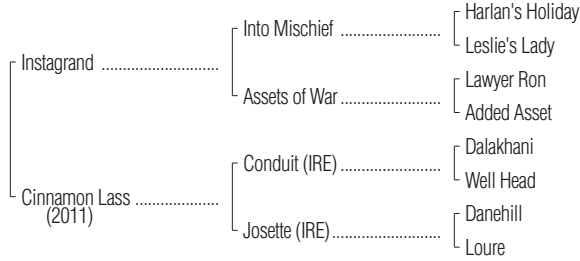 Harlan's Holiday
Into Mischief ......................
Leslie's Lady
Instagrand ..........................
Lawyer Ron
Assets of War ......................
Added Asset
Dalakhani
Conduit (IRE) ......................
Well Head
Cinnamon Lass ..................
(2011)
Danehill
Josette (IRE) ........................
Loure